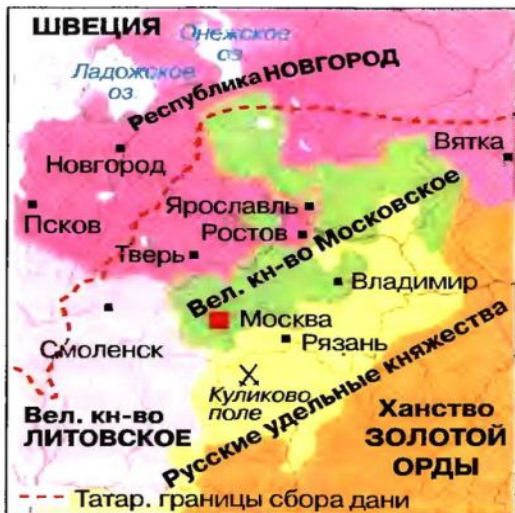 ШВЕЦИЯ
Онежское
оз.
Ладожское
оз.
Республика НОВГОРОД
Новгород
Вятка
Псков
Ярославль
Ростов
Вел. кн-во Московское
Тверь
Владимир
Москва
Смоленск
Рязань
Куликово
поле
Русские удельные княжества
Вел. кн-во
ЛИТОВСКОЕ
Ханство
ЗОЛОТОЙ
ОРДЫ
Татар. границы сбора дани